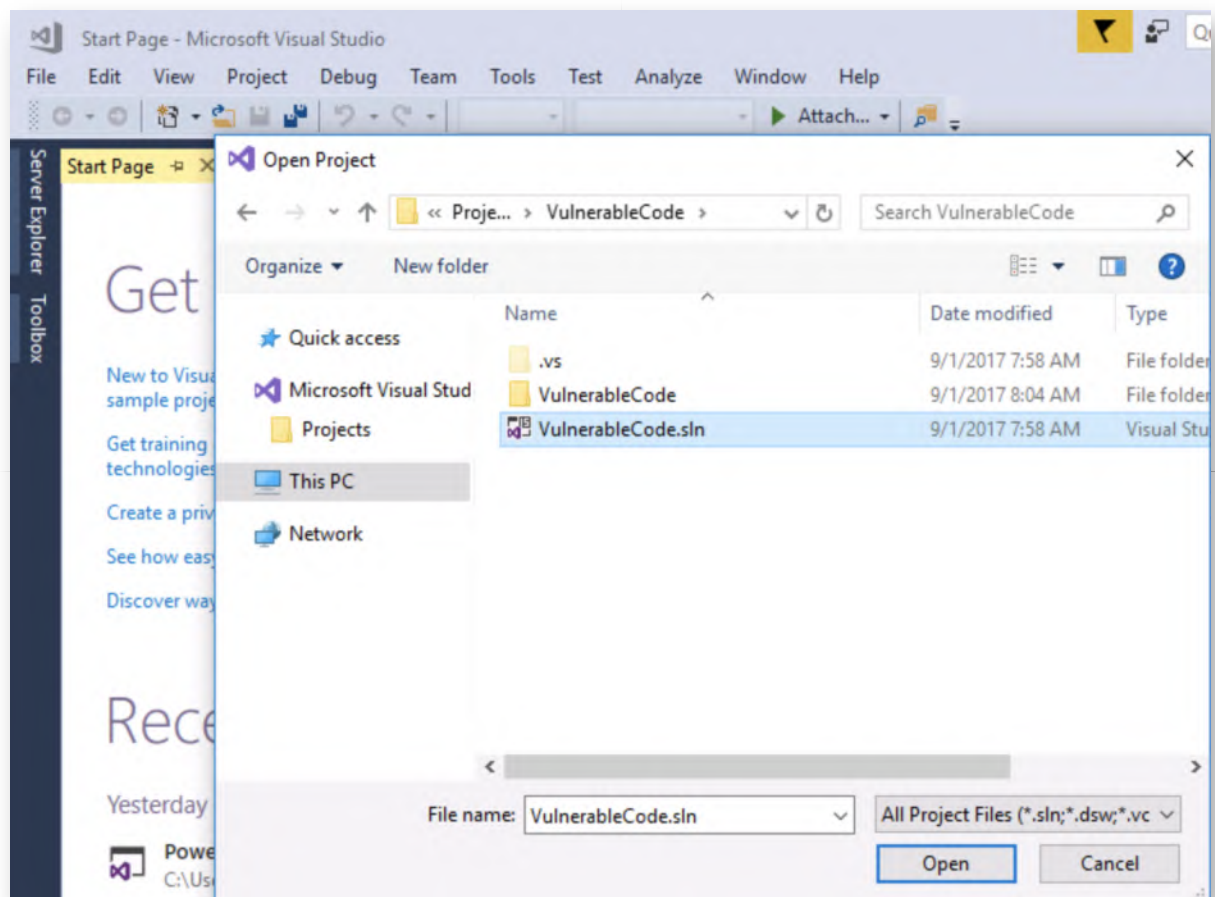 Start Page - Microsoft Visual Studio
File Edit View Project Debug Team Tools Test Analyze Window Help
Attach...
Server Explorer
Toolbox
Start Page
Open Project
« Proje... › VulnerableCode ›
Search VulnerableCode
Organize
New folder
Get
Name
Date modified
Type
Quick access
Microsoft Visual Stud
Projects
This PC
Network
.vs 9/1/2017 7:58 AM File folder
VulnerableCode 9/1/2017 8:04 AM File folder
VulnerableCode.sln 9/1/2017 7:58 AM Visual Stu
New to Visua
sample proje
Get training
technologies
Create a priv
See how easy
Discover way
Rece
Yesterday
Powe
C:\Use
File name: VulnerableCode.sln
All Project Files (*.sln;*.dsw;*.vc
Open
Cancel